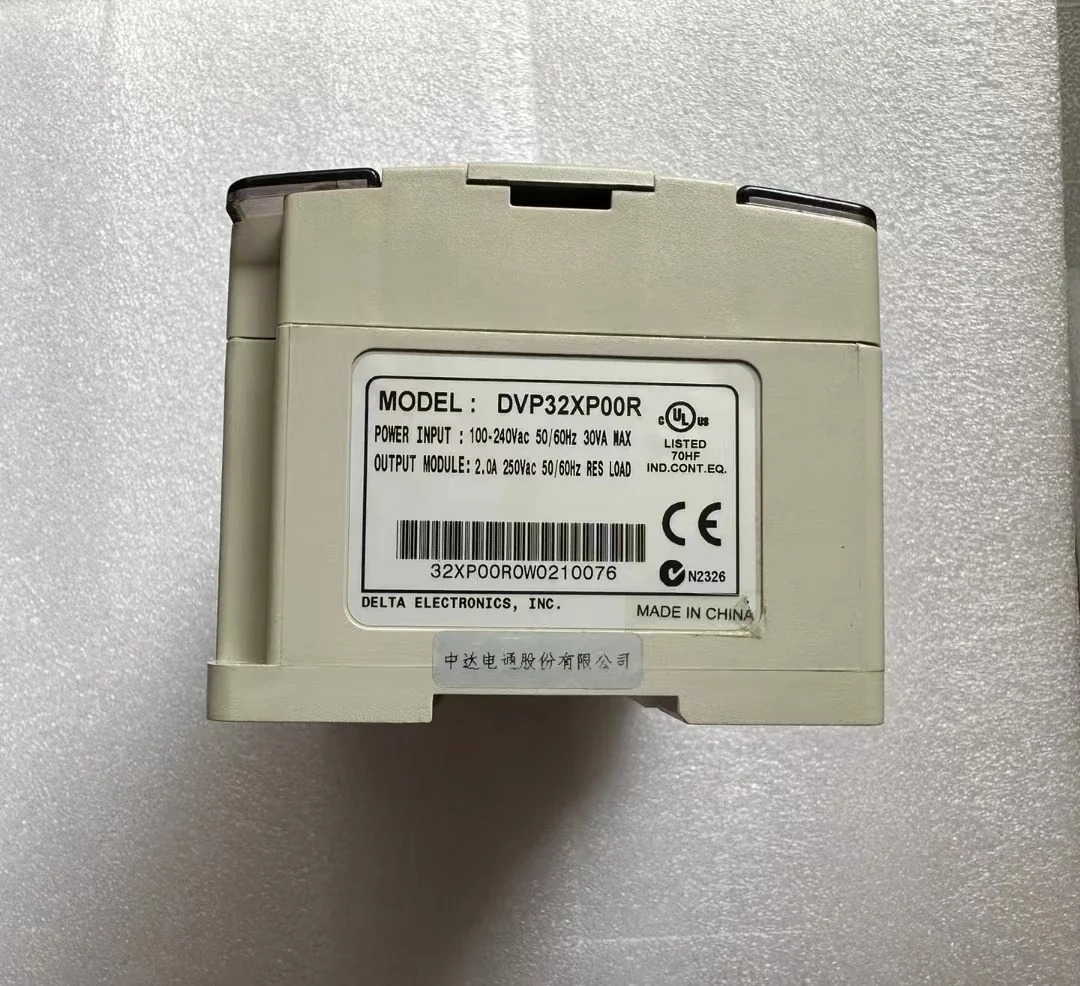 MODEL : DVP32XP00R
POWER INPUT : 100-240Vac 50/60Hz 30VA MAX
OUTPUT MODULE: 2.0A 250Vac 50/60Hz RES LOAD
C UL US
LISTED
70HF
IND.CONT.EQ.
CE
N2326
32XP00R0W0210076
DELTA ELECTRONICS, INC.
MADE IN CHINA
中达电通股份有限公司